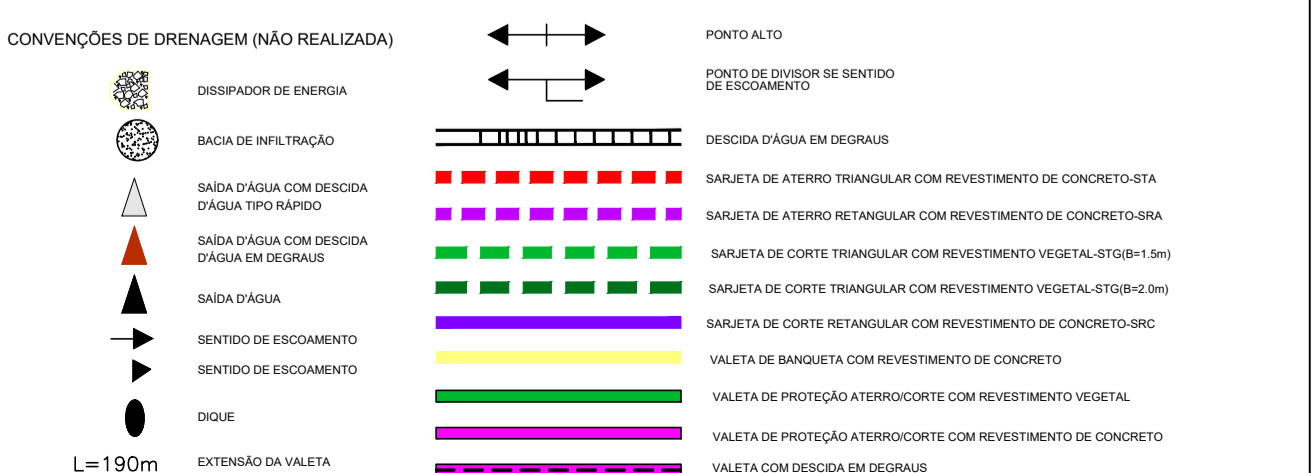 CONVENÇÕES DE DRENAGEM (NÃO REALIZADA)
DISSIPADOR DE ENERGIA
BACIA DE INFILTRAÇÃO
SAÍDA D'ÁGUA COM DESCIDA
D'ÁGUA TIPO RÁPIDO
SAÍDA D'ÁGUA COM DESCIDA
D'ÁGUA EM DEGRAUS
SAÍDA D'ÁGUA
SENTIDO DE ESCOAMENTO
SENTIDO DE ESCOAMENTO
DIQUE
L=190m EXTENSÃO DA VALETA
PONTO ALTO
PONTO DE DIVISOR SE SENTIDO
DE ESCOAMENTO
DESCIDA D'ÁGUA EM DEGRAUS
SARJETA DE ATERRO TRIANGULAR COM REVESTIMENTO DE CONCRETO-STA
SARJETA DE ATERRO RETANGULAR COM REVESTIMENTO DE CONCRETO-SRA
SARJETA DE CORTE TRIANGULAR COM REVESTIMENTO VEGETAL-STG(B=1.5m)
SARJETA DE CORTE TRIANGULAR COM REVESTIMENTO VEGETAL-STG(B=2.0m)
SARJETA DE CORTE RETANGULAR COM REVESTIMENTO DE CONCRETO-SRC
VALETA DE BANQUETA COM REVESTIMENTO DE CONCRETO
VALETA DE PROTEÇÃO ATERRO/CORTE COM REVESTIMENTO VEGETAL
VALETA DE PROTEÇÃO ATERRO/CORTE COM REVESTIMENTO DE CONCRETO
VALETA COM DESCIDA EM DEGRAUS